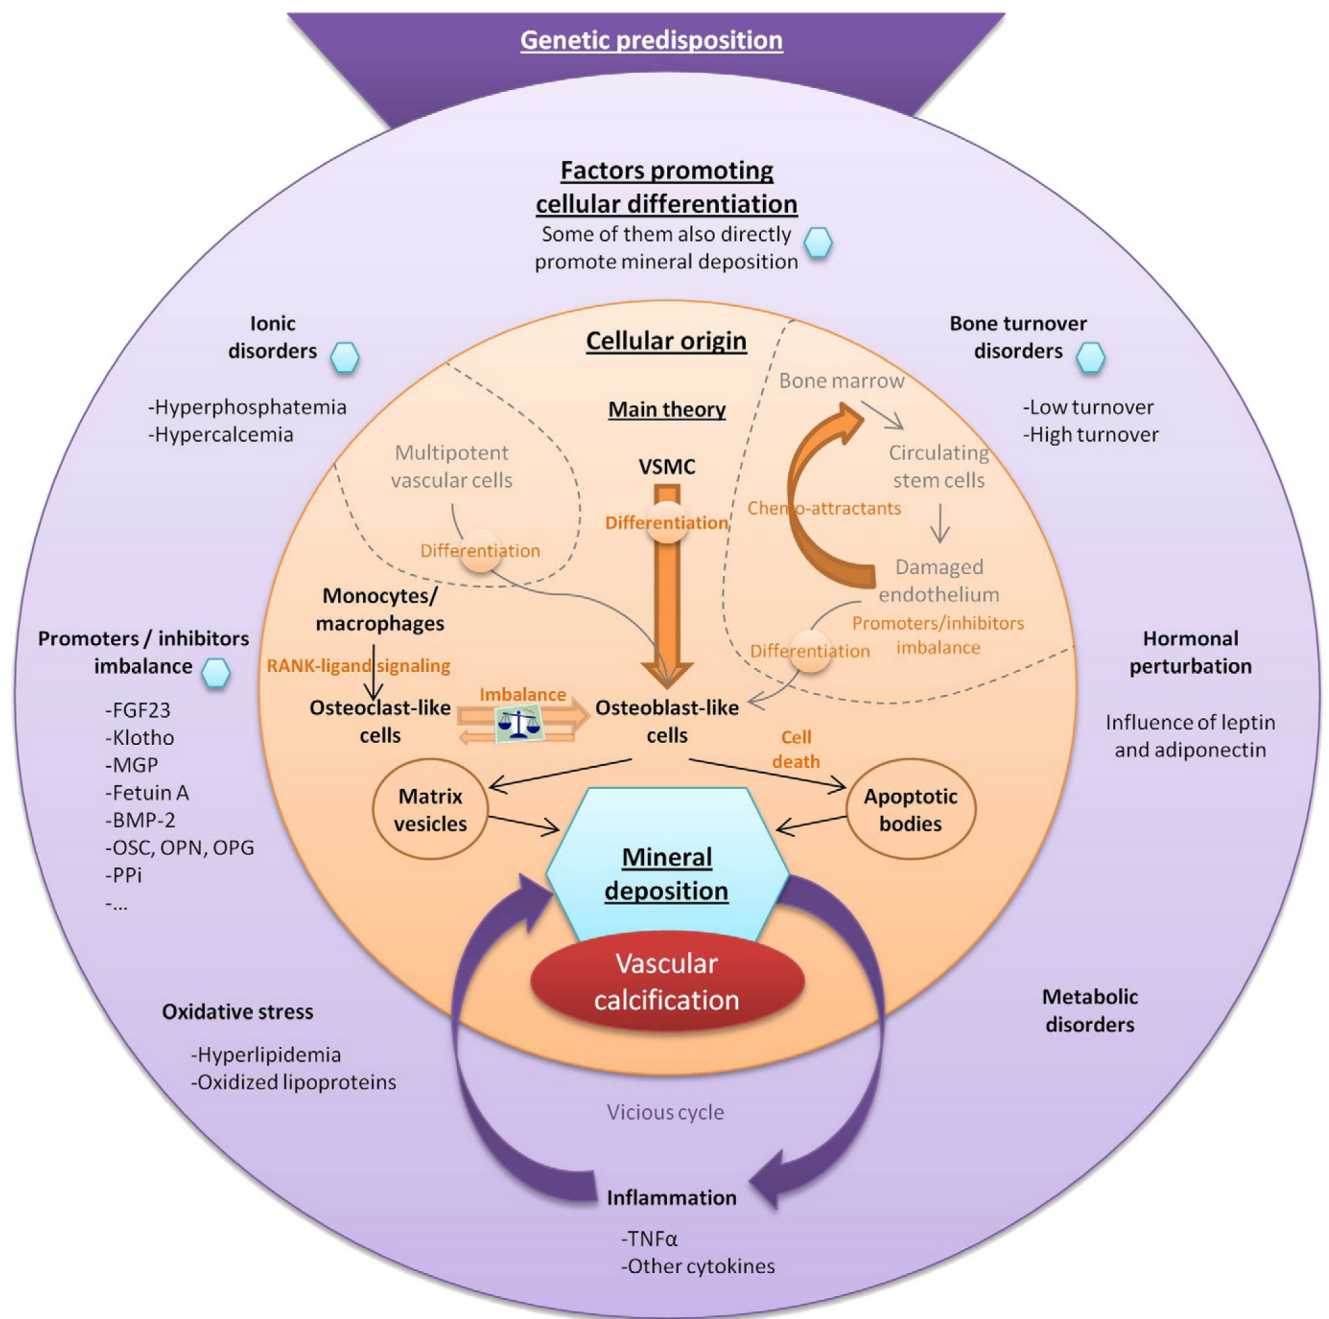 Genetic predisposition
Factors promoting
cellular differentiation
Some of them also directly
promote mineral deposition
Ionic
disorders
-Hyperphosphatemia
-Hypercalcemia
Bone turnover
disorders
-Low turnover
-High turnover
Cellular origin
Main theory
VSMC
Differentiation
Multipotent
vascular cells
Differentiation
Bone marrow
Circulating
stem cells
Chemo-attractants
Damaged
endothelium
Promoters/inhibitors
imbalance
Differentiation
Monocytes/
macrophages
RANK-ligand signaling
Osteoclast-like
cells
Imbalance
Osteoblast-like
cells
Cell
death
Matrix
vesicles
Apoptotic
bodies
Mineral
deposition
Vascular
calcification
Promoters / inhibitors
imbalance
-FGF23
-Klotho
-MGP
-Fetuin A
-BMP-2
-OSC, OPN, OPG
-PPi
-...
Hormonal
perturbation
Influence of leptin
and adiponectin
Oxidative stress
-Hyperlipidemia
-Oxidized lipoproteins
Metabolic
disorders
Vicious cycle
Inflammation
-TNFα
-Other cytokines